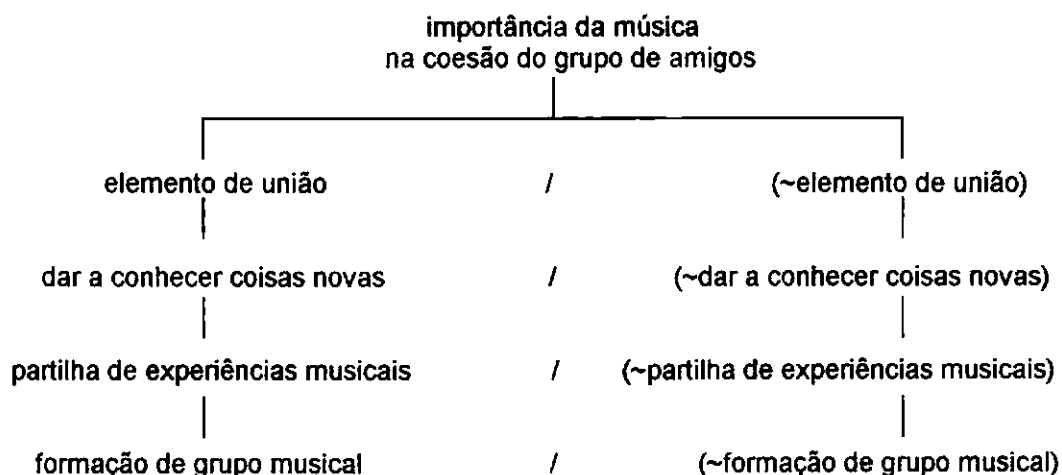 importância da música
na coesão do grupo de amigos
elemento de união / (~elemento de união)
dar a conhecer coisas novas / (~dar a conhecer coisas novas)
partilha de experiências musicais / (~partilha de experiências musicais)
formação de grupo musical / (~formação de grupo musical)